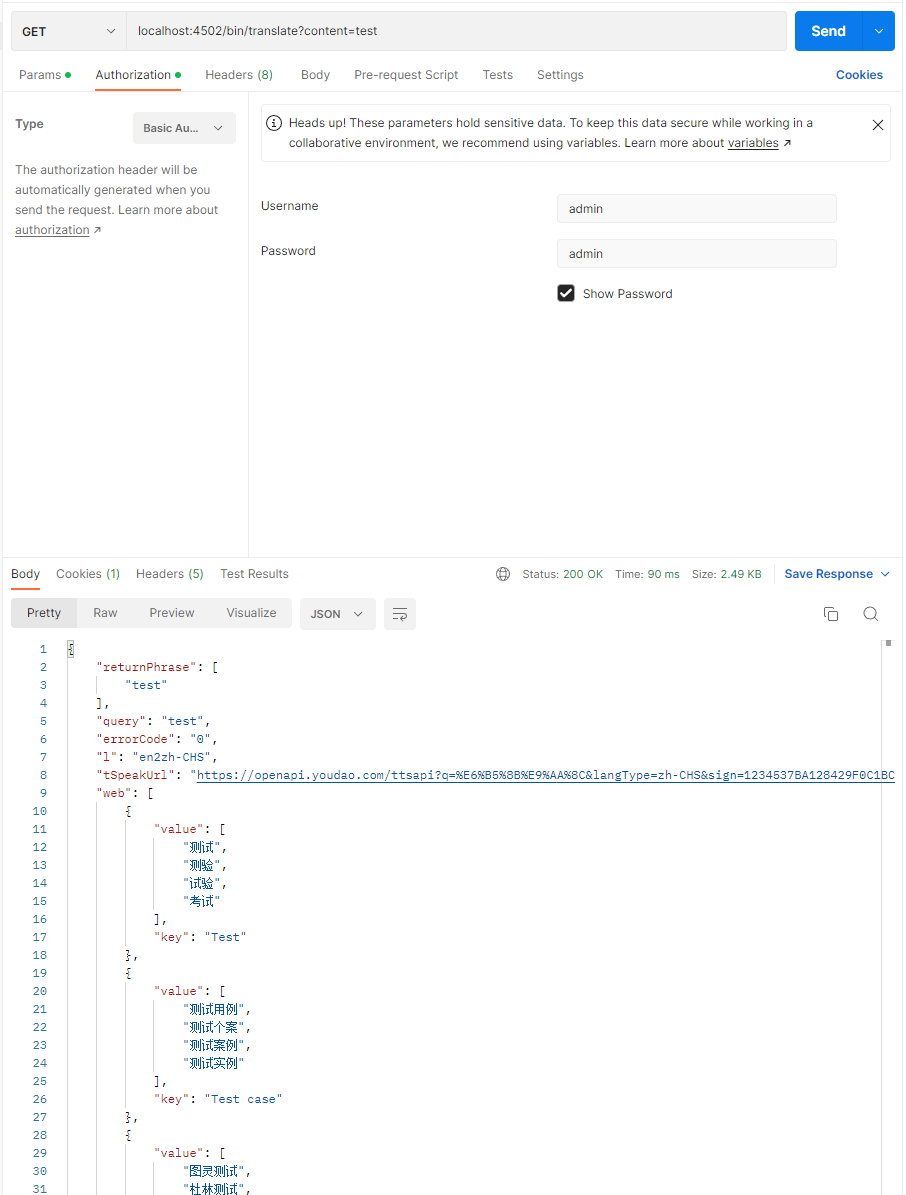 GET localhost:4502/bin/translate?content=test Send
Params Authorization Headers (8) Body Pre-request Script Tests Settings Cookies
Type Basic Au...
The authorization header will be
automatically generated when you
send the request. Learn more about
authorization ↗
Heads up! These parameters hold sensitive data. To keep this data secure while working in a
collaborative environment, we recommend using variables. Learn more about variables ↗
Username admin
Password admin
Show Password
Body Cookies (1) Headers (5) Test Results Status: 200 OK Time: 90 ms Size: 2.49 KB Save Response
Pretty Raw Preview Visualize JSON
1 {
2 "returnPhrase": [
3 "test"
4 ],
5 "query": "test",
6 "errorCode": "0",
7 "l": "en2zh-CHS",
8 "tSpeakUrl": "https://openapi.youdao.com/ttsapi?q=%E6%B5%8B%E9%AA%8C&langType=zh-CHS&sign=1234537BA128429F0C1BC
9 "web": [
10 {
11 "value": [
12 "测试",
13 "测验",
14 "试验",
15 "考试"
16 ],
17 "key": "Test"
18 },
19 {
20 "value": [
21 "测试用例",
22 "测试个案",
23 "测试案例",
24 "测试实例"
25 ],
26 "key": "Test case"
27 },
28 {
29 "value": [
30 "图灵测试",
31 "杜林测试",